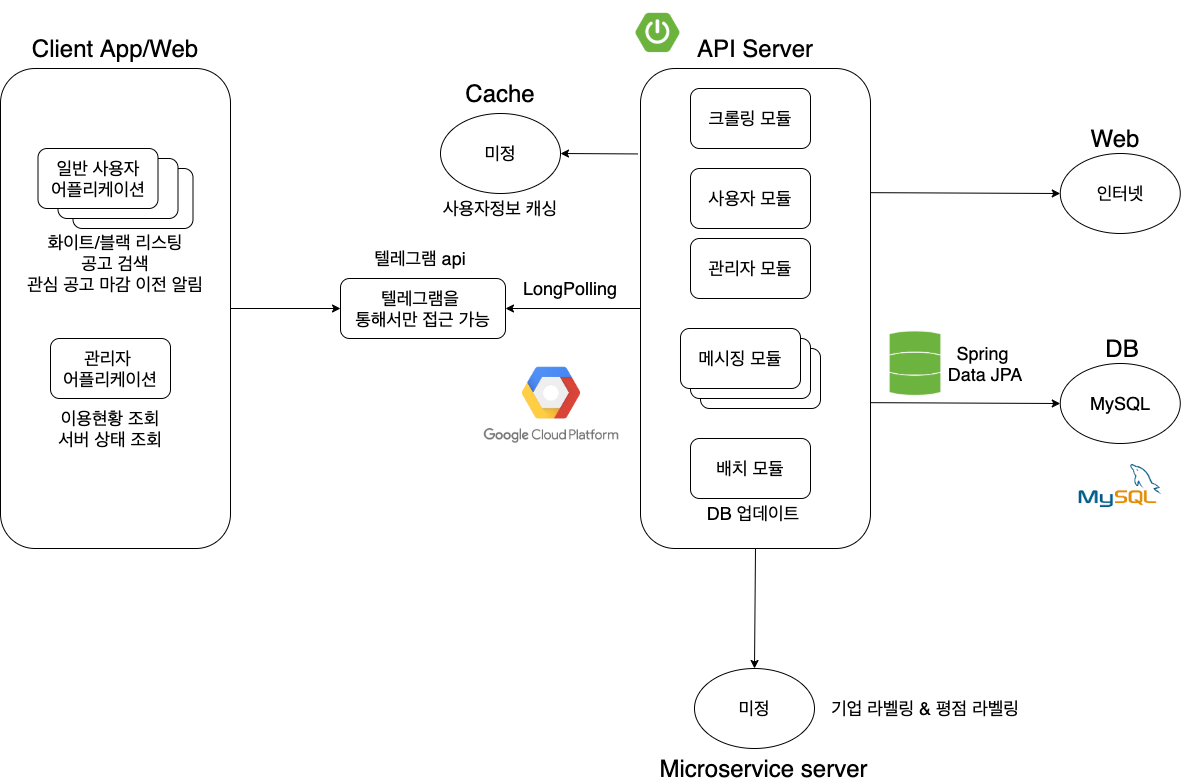 Client App/Web
일반 사용자
어플리케이션
화이트/블랙 리스팅
공고 검색
관심 공고 마감 이전 알림
관리자
어플리케이션
이용현황 조회
서버 상태 조회
Cache
미정
사용자정보 캐싱
텔레그램 api
텔레그램을
통해서만 접근 가능
LongPolling
Google Cloud Platform
API Server
크롤링 모듈
사용자 모듈
관리자 모듈
메시징 모듈
배치 모듈
DB 업데이트
Web
인터넷
Spring
Data JPA
DB
MySQL
MySQL
미정
기업 라벨링 & 평점 라벨링
Microservice server